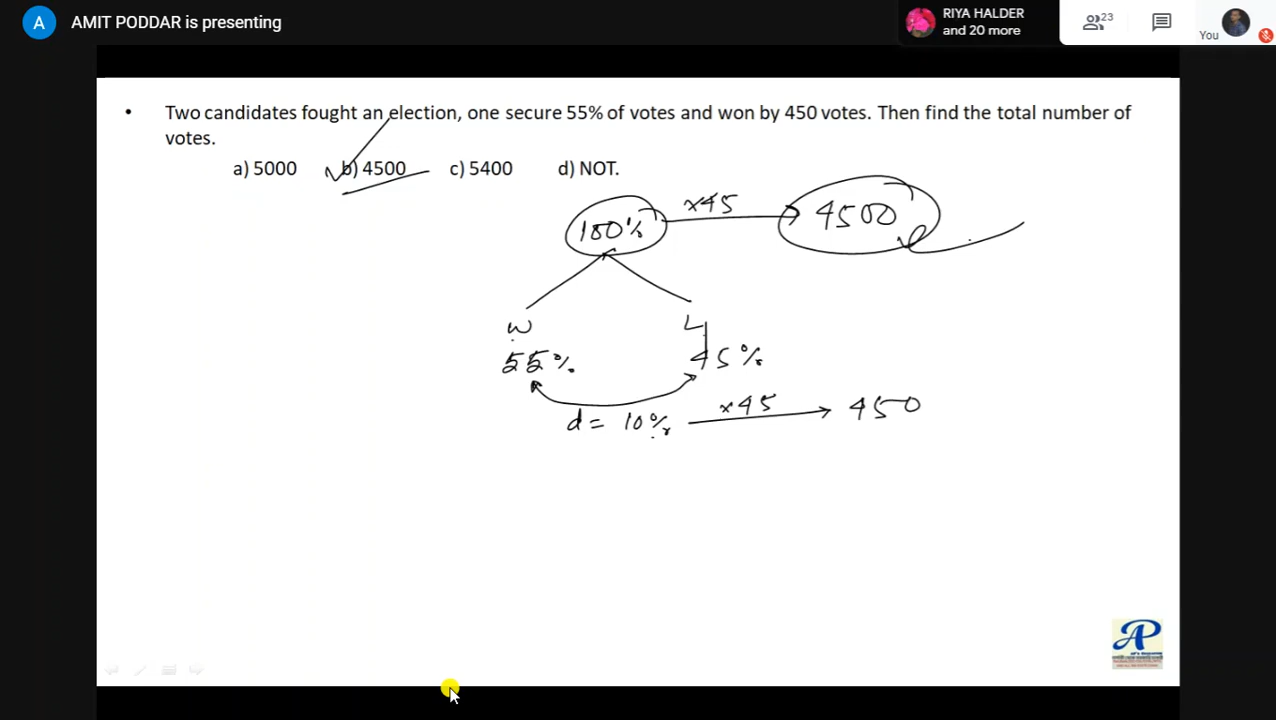 A AMIT PODDAR is presenting
RIYA HALDER
and 20 more
23
You
• Two candidates fought an election, one secure 55% of votes and won by 450 votes. Then find the total number of
votes.
a) 5000 b) 4500 c) 5400 d) NOT.
100% ×45 4500
W L
55% 45%
d = 10% ×45 450
AP